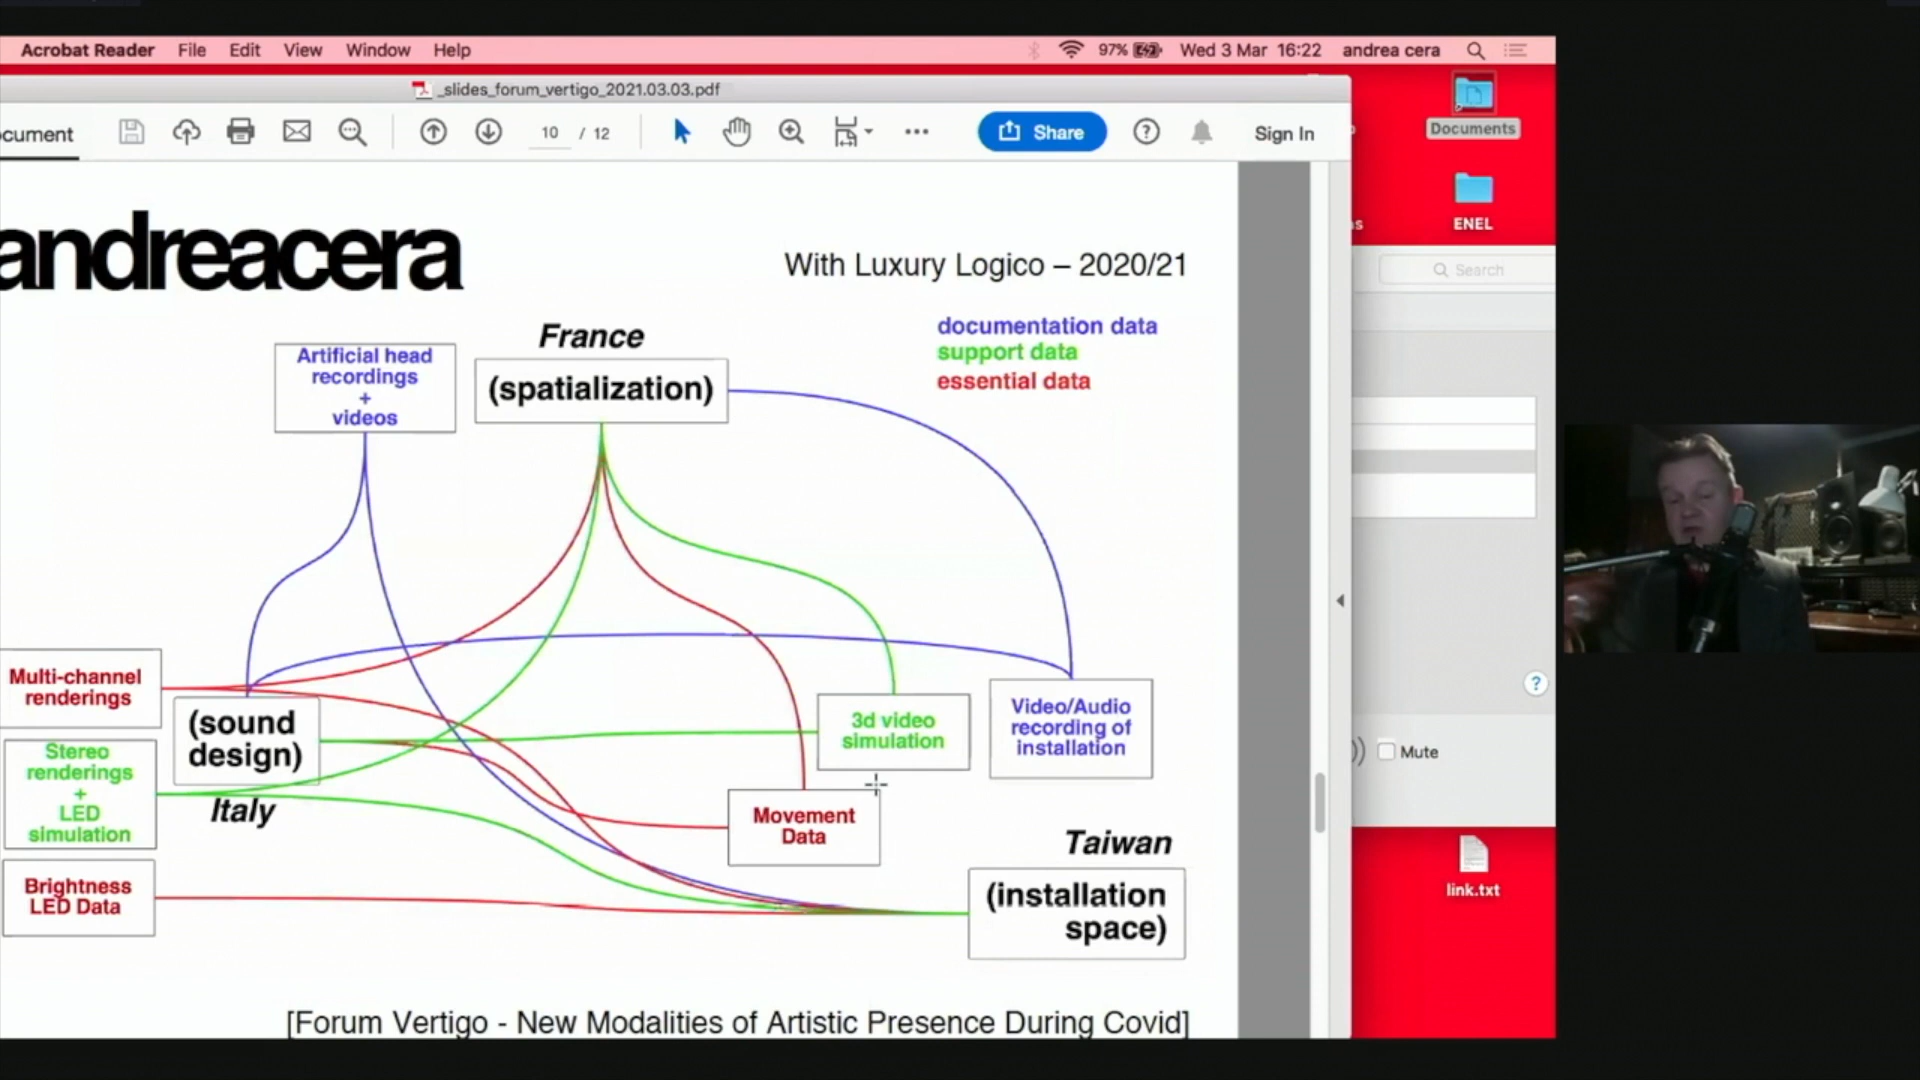 Acrobat Reader File Edit View Window Help 97% Wed 3 Mar 16:22 andrea cera
_slides_forum_vertigo_2021.03.03.pdf
cument 10 / 12 Share Sign In
Documents
ENEL
Search
andreacera
With Luxury Logico – 2020/21
documentation data
support data
essential data
France
(spatialization)
Artificial head
recordings
+
videos
Multi-channel
renderings
(sound
design)
Italy
Stereo
renderings
+
LED
simulation
Brightness
LED Data
3d video
simulation
Video/Audio
recording of
installation
Movement
Data
Taiwan
(installation
space)
[Forum Vertigo - New Modalities of Artistic Presence During Covid]
?
Mute
link.txt